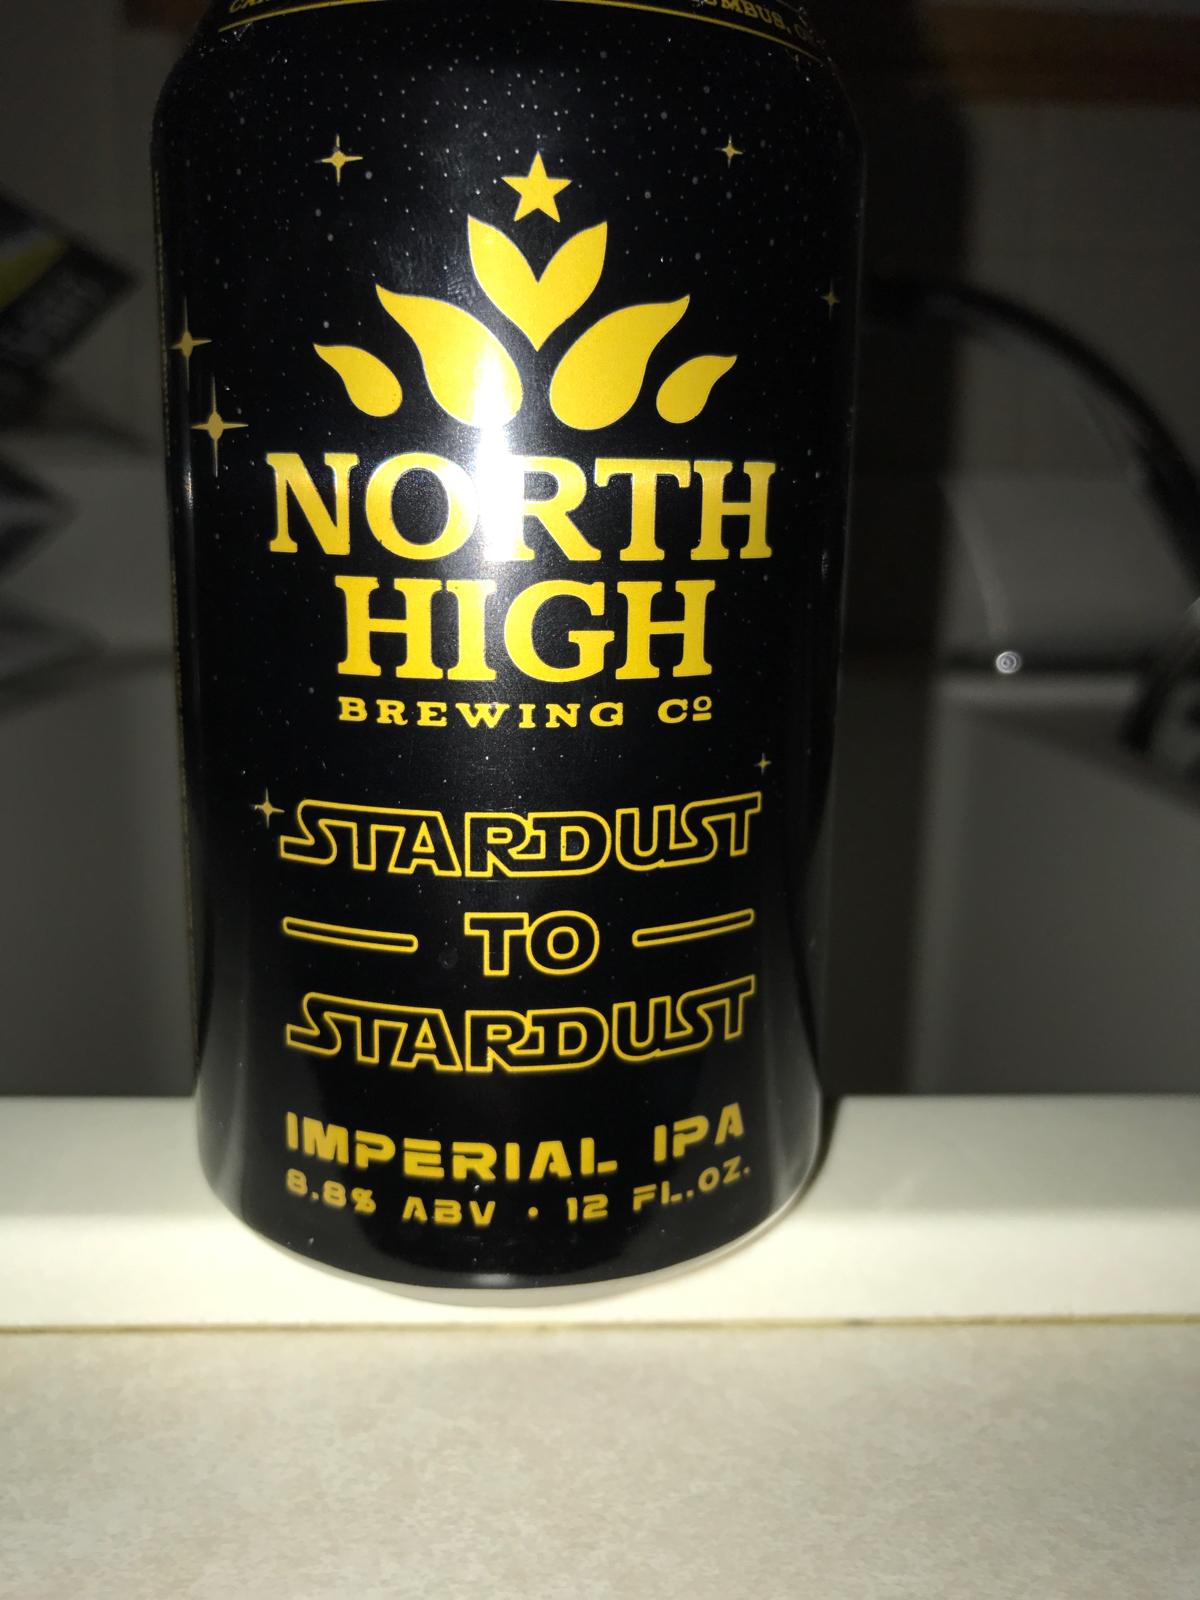 NORTH
HIGH
BREWING Cº
STARDUST
TO
STARDUST
IMPERIAL IPA
8.8% ABV · 12 FL.OZ.